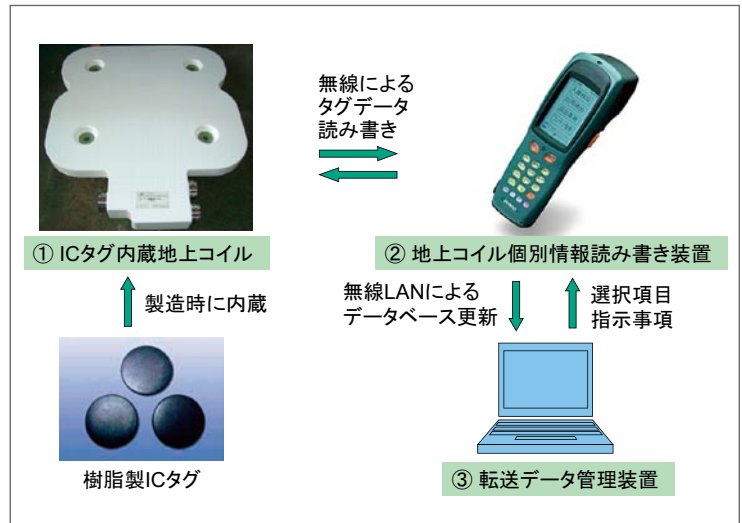 無線による
タグデータ
読み書き
① ICタグ内蔵地上コイル
② 地上コイル個別情報読み書き装置
製造時に内蔵
無線LANによる
データベース更新
選択項目
指示事項
樹脂製ICタグ
③ 転送データ管理装置